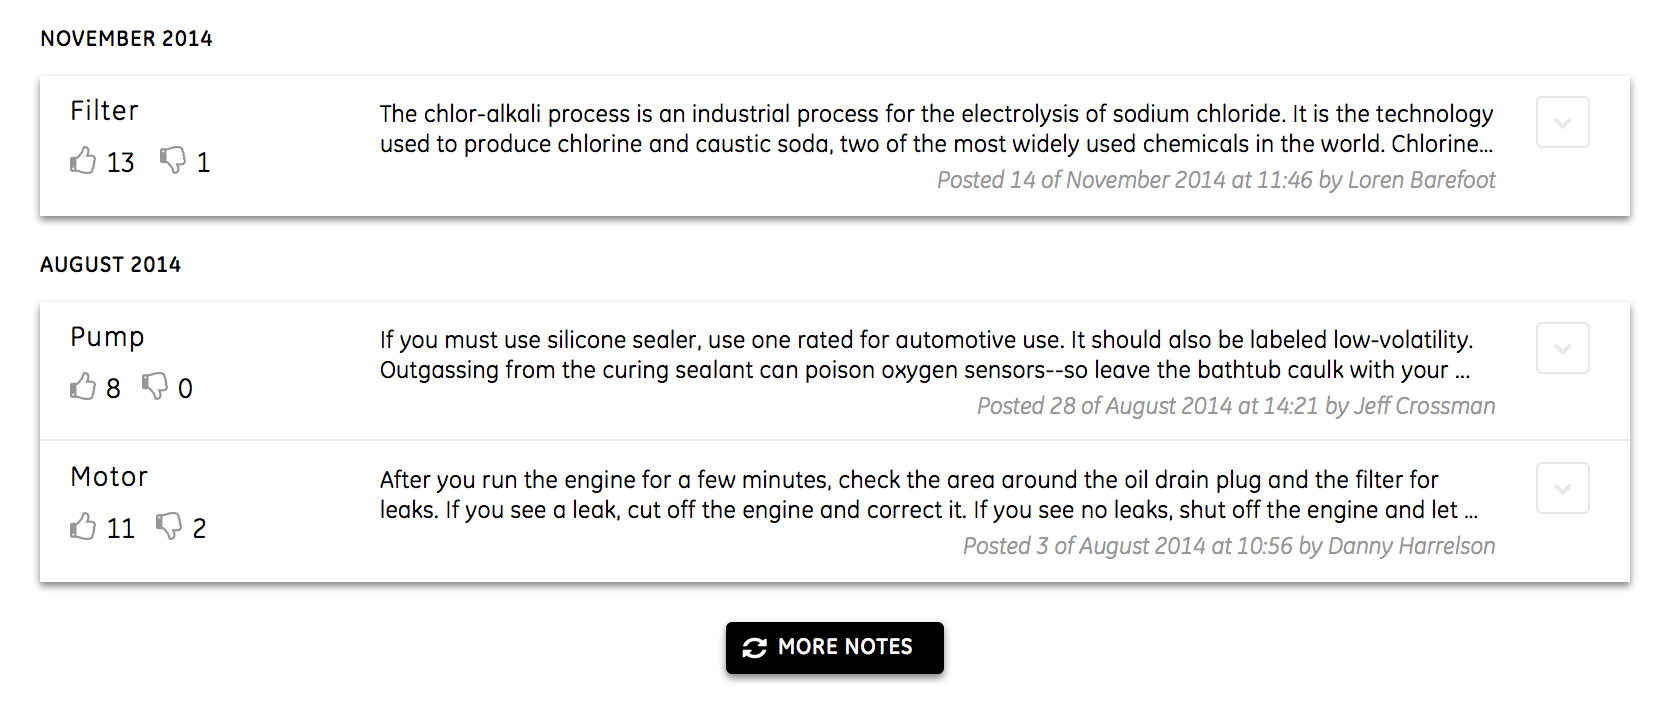 NOVEMBER 2014
Filter
13 1
The chlor-alkali process is an industrial process for the electrolysis of sodium chloride. It is the technology
used to produce chlorine and caustic soda, two of the most widely used chemicals in the world. Chlorine...
Posted 14 of November 2014 at 11:46 by Loren Barefoot
AUGUST 2014
Pump
8 0
If you must use silicone sealer, use one rated for automotive use. It should also be labeled low-volatility.
Outgassing from the curing sealant can poison oxygen sensors--so leave the bathtub caulk with your ...
Posted 28 of August 2014 at 14:21 by Jeff Crossman
Motor
11 2
After you run the engine for a few minutes, check the area around the oil drain plug and the filter for
leaks. If you see a leak, cut off the engine and correct it. If you see no leaks, shut off the engine and let ...
Posted 3 of August 2014 at 10:56 by Danny Harrelson
MORE NOTES